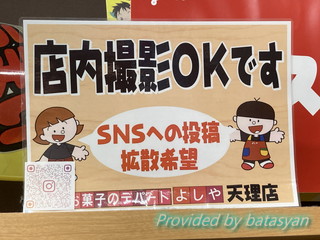 店内撮影OKです
SNSへの投稿
拡散希望
お菓子のデパートよしや 天理店
ス
Provided by batasyan